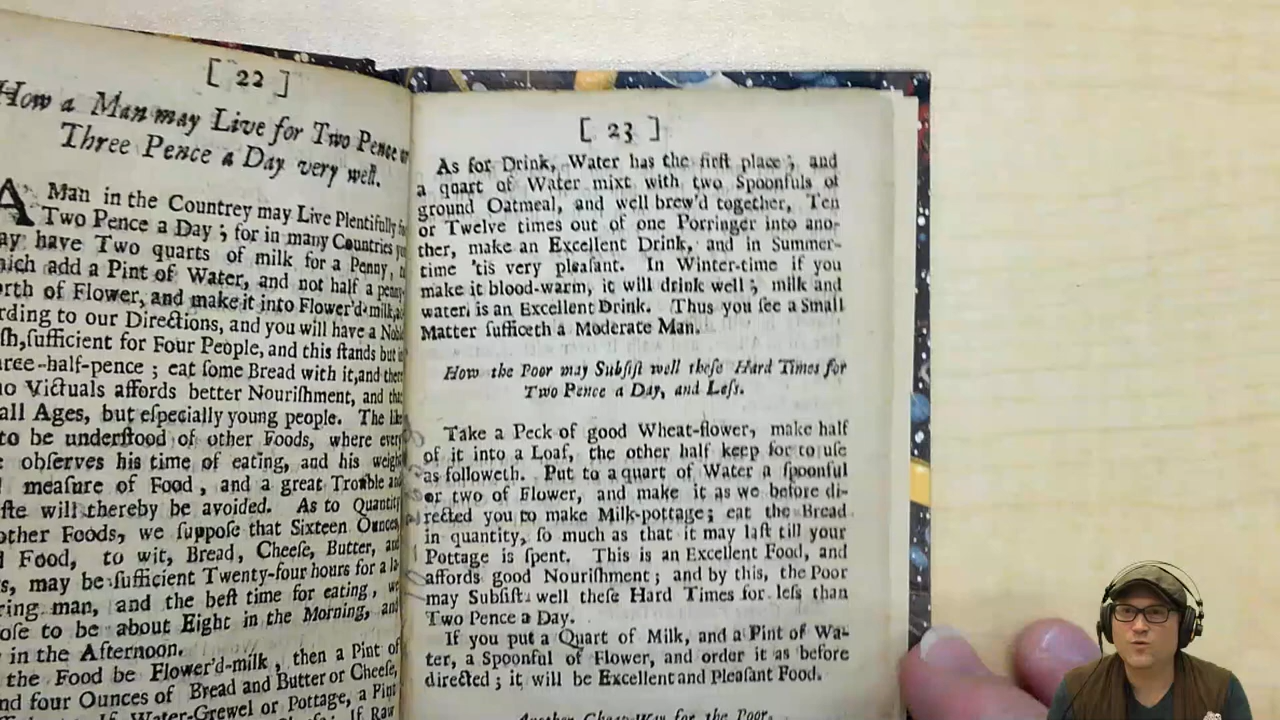 [ 22 ]
How a Man may Live for Two Pence or
Three Pence a Day very well.
A Man in the Countrey may Live Plentifully for
Two Pence a Day ; for in many Countries you
may have Two quarts of milk for a Penny, to
which add a Pint of Water, and not half a penny-
worth of Flower, and make it into Flower'd-milk, ac-
cording to our Directions, and you will have a Noble
Diſh, ſufficient for Four People, and this ſtands but in
Three-half-pence ; eat ſome Bread with it, and there
no Victuals affords better Nouriſhment, and that
all Ages, but eſpecially young people. The like
to be underſtood of other Foods, where every
obſerves his time of eating, and his weight
meaſure of Food, and a great Trouble and
will thereby be avoided. As to Quantity
other Foods, we ſuppoſe that Sixteen Ounces
Food, to wit, Bread, Cheeſe, Butter, and
may be ſufficient Twenty-four hours for a la-
man, and the beſt time for eating, we
to be about Eight in the Morning, and
in the Afternoon.
the Food be Flower'd-milk, then a Pint of
and four Ounces of Bread and Butter or Cheeſe,
If Water-Grewel or Pottage, a Pint
If Raw
[ 23 ]
As for Drink, Water has the firſt place ; and
a quart of Water mixt with two Spoonfuls of
ground Oatmeal, and well brew'd together, Ten
or Twelve times out of one Porringer into ano-
ther, make an Excellent Drink, and in Summer-
time 'tis very pleaſant. In Winter-time if you
make it blood-warm, it will drink well ; milk and
water is an Excellent Drink. Thus you ſee a Small
Matter ſufficeth a Moderate Man.
How the Poor may Subſiſt well theſe Hard Times for
Two Pence a Day, and Leſs.
Take a Peck of good Wheat-flower, make half
of it into a Loaf, the other half keep for to uſe
as followeth. Put to a quart of Water a ſpoonful
or two of Flower, and make it as we before di-
rected you to make Milk-pottage ; eat the Bread
in quantity, ſo much as that it may laſt till your
Pottage is ſpent. This is an Excellent Food, and
affords good Nouriſhment ; and by this, the Poor
may Subſiſt well theſe Hard Times for leſs than
Two Pence a Day.
If you put a Quart of Milk, and a Pint of Wa-
ter, a Spoonful of Flower, and order it as before
directed ; it will be Excellent and Pleaſant Food.
Another Cheap Way for the Poor.